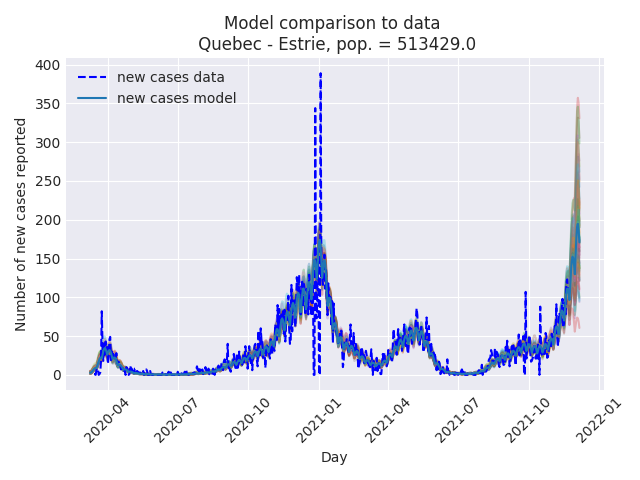 Model comparison to data
Quebec - Estrie, pop. = 513429.0
new cases data
new cases model
Number of new cases reported
400
350
300
250
200
150
100
50
0
2020-04
2020-07
2020-10
2021-01
2021-04
2021-07
2021-10
2022-01
Day